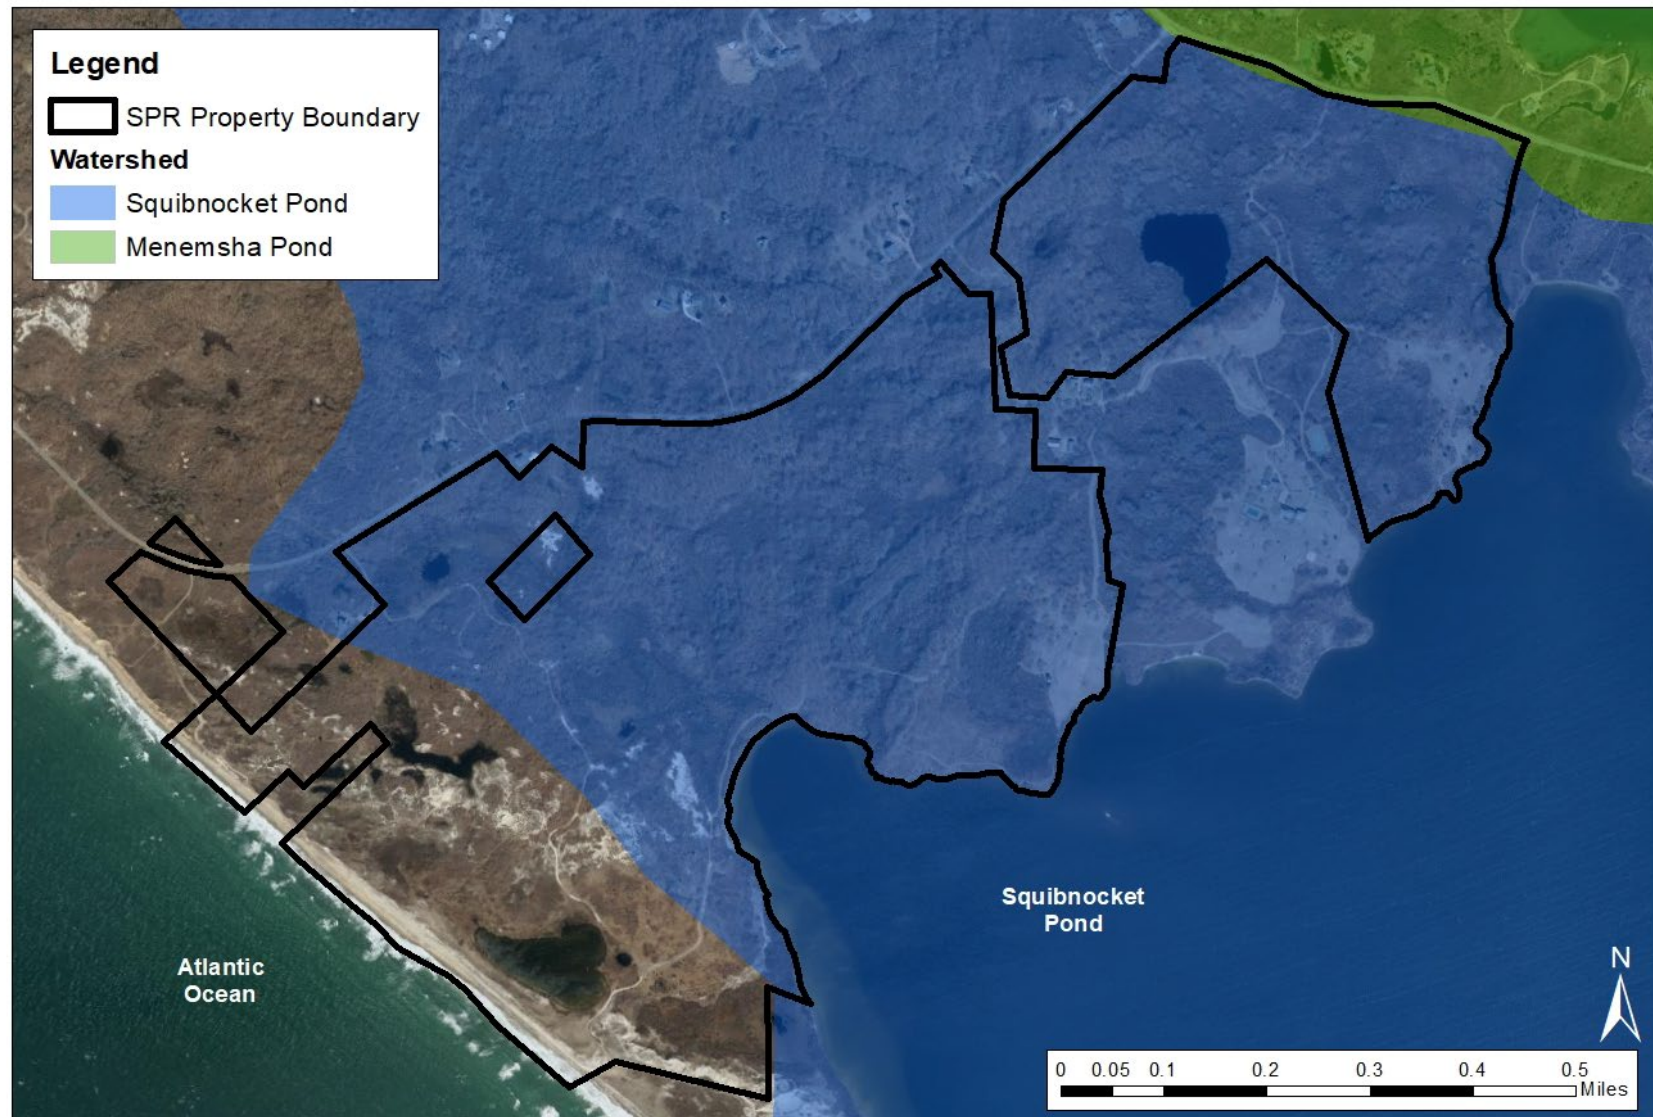 Legend
SPR Property Boundary
Watershed
Squibnocket Pond
Menemsha Pond
Squibnocket
Pond
Atlantic
Ocean
N
0 0.05 0.1 0.2 0.3 0.4 0.5
Miles